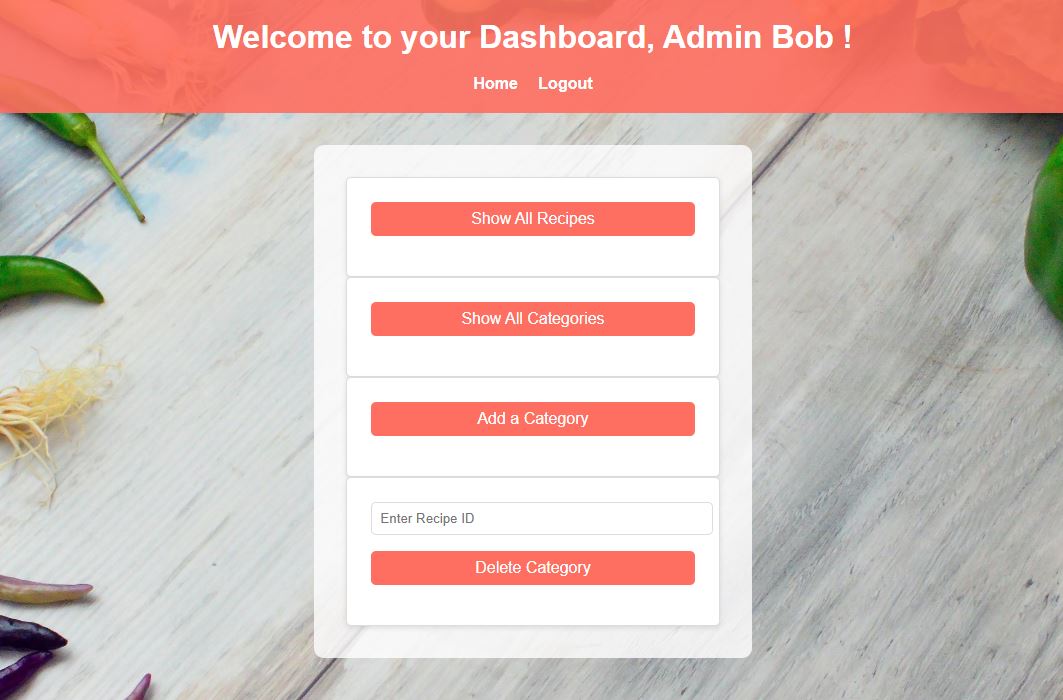 Welcome to your Dashboard, Admin Bob !
Home Logout
Show All Recipes
Show All Categories
Add a Category
Enter Recipe ID
Delete Category